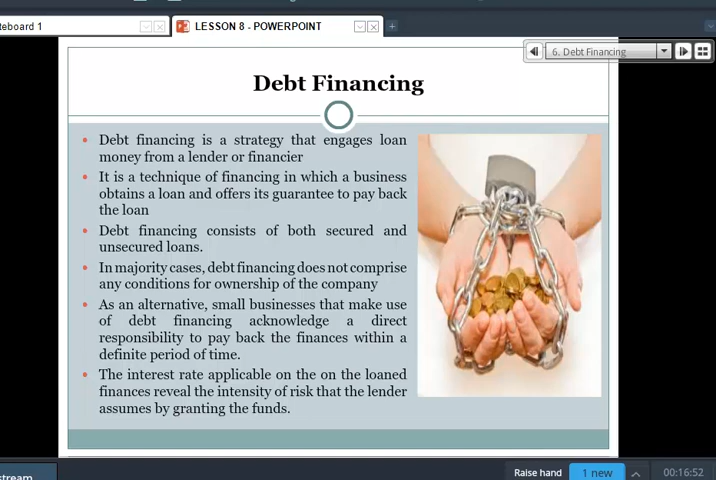 teboard 1
LESSON 8 - POWERPOINT
6. Debt Financing
Debt Financing
Debt financing is a strategy that engages loan
money from a lender or financier
It is a technique of financing in which a business
obtains a loan and offers its guarantee to pay back
the loan
Debt financing consists of both secured and
unsecured loans.
In majority cases, debt financing does not comprise
any conditions for ownership of the company
As an alternative, small businesses that make use
of debt financing acknowledge a direct
responsibility to pay back the finances within a
definite period of time.
The interest rate applicable on the on the loaned
finances reveal the intensity of risk that the lender
assumes by granting the funds.
stream
Raise hand
1 new
00:16:52